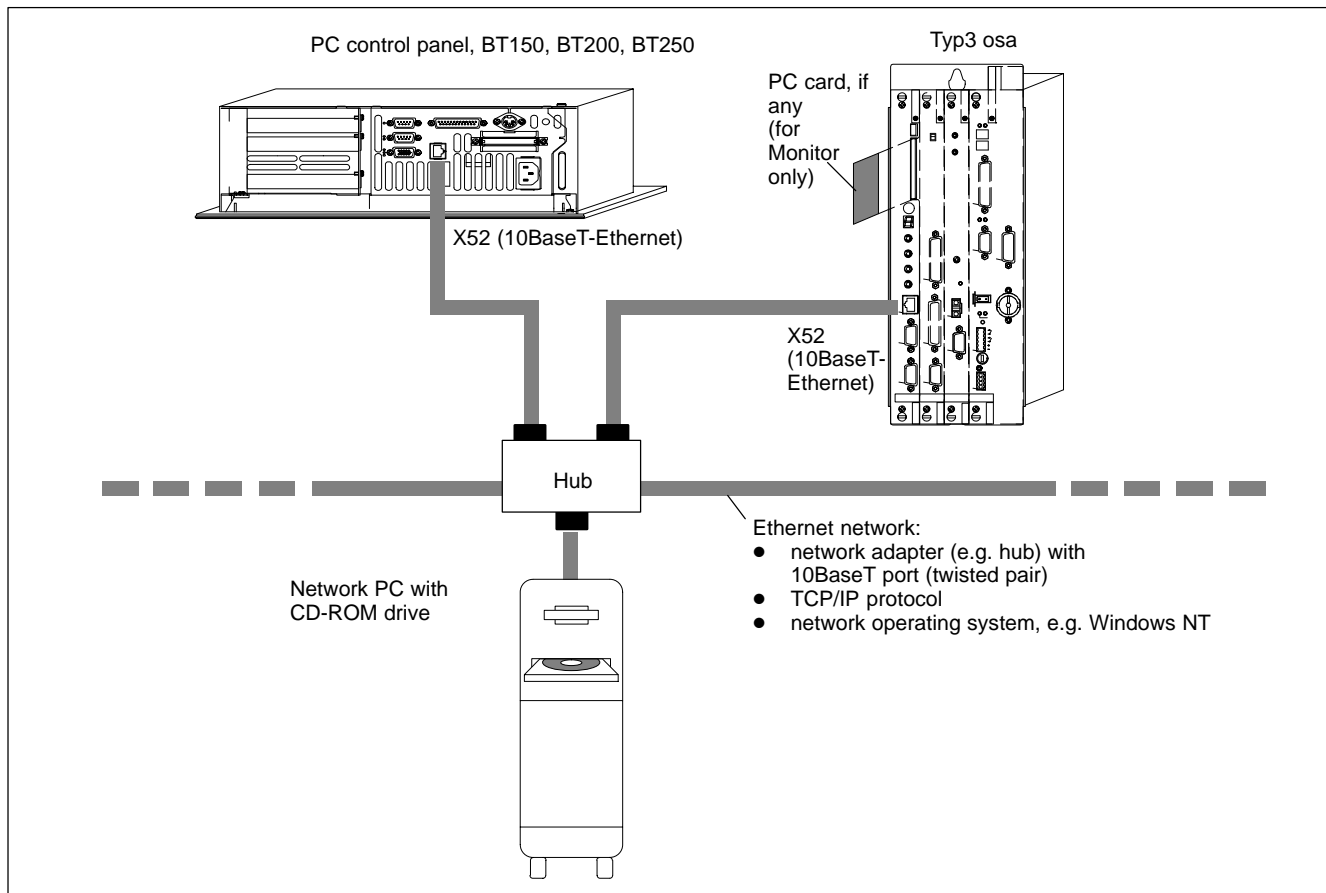 PC control panel, BT150, BT200, BT250
Typ3 osa
PC card, if
any
(for
Monitor
only)
X52 (10BaseT-Ethernet)
X52
(10BaseT-
Ethernet)
Hub
Ethernet network:
● network adapter (e.g. hub) with
10BaseT port (twisted pair)
● TCP/IP protocol
● network operating system, e.g. Windows NT
Network PC with
CD-ROM drive